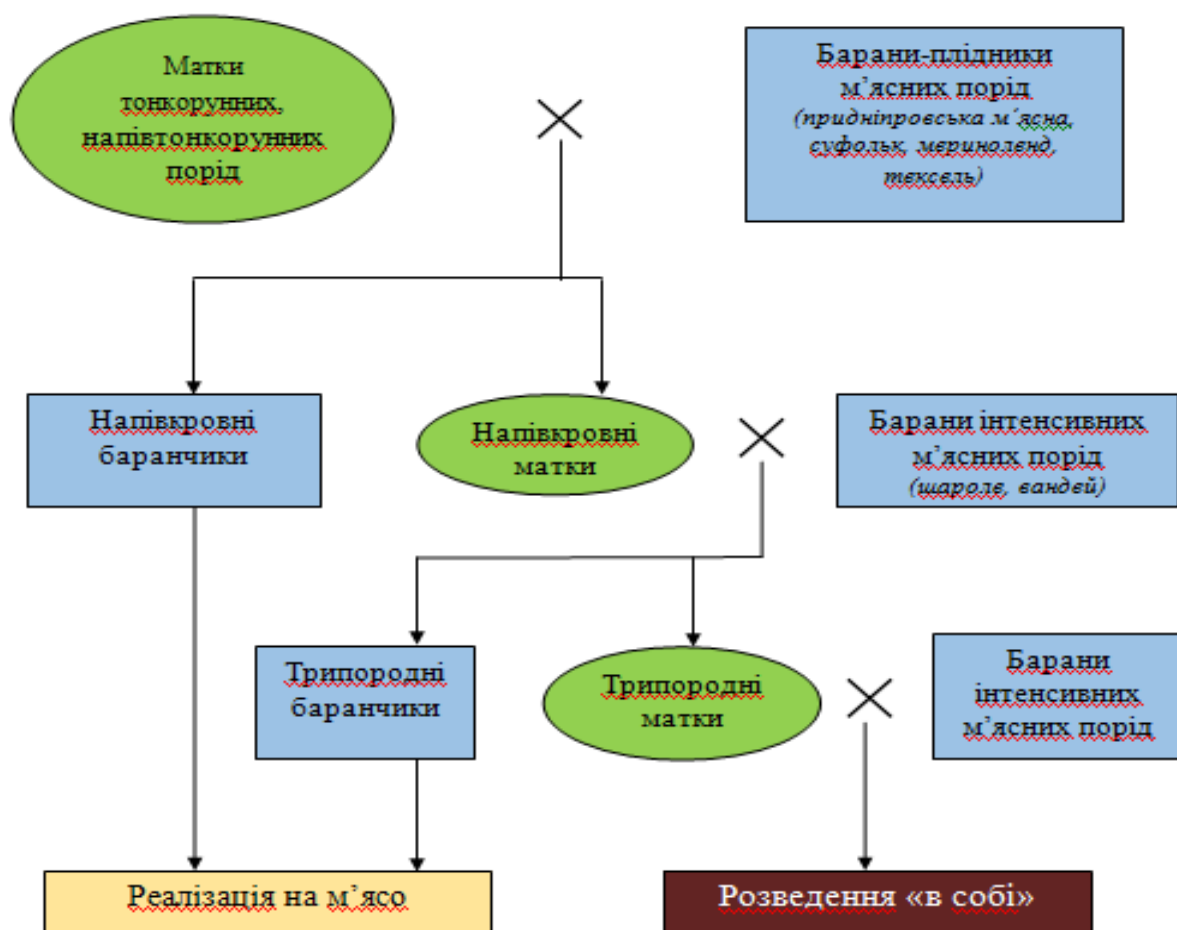 Матки
тонкорунних,
напівтонкорунних
порід
Барани-плідники
м’ясних порід
(придніпровська м´ясна,
суфольк, мериноленд,
тексель)
Напівкровні
баранчики
Напівкровні
матки
Барани інтенсивних
м’ясних порід
(шароле, вандей)
Трипородні
баранчики
Трипородні
матки
Барани
інтенсивних
м’ясних порід
Реалізація на м’ясо
Розведення «в собі»